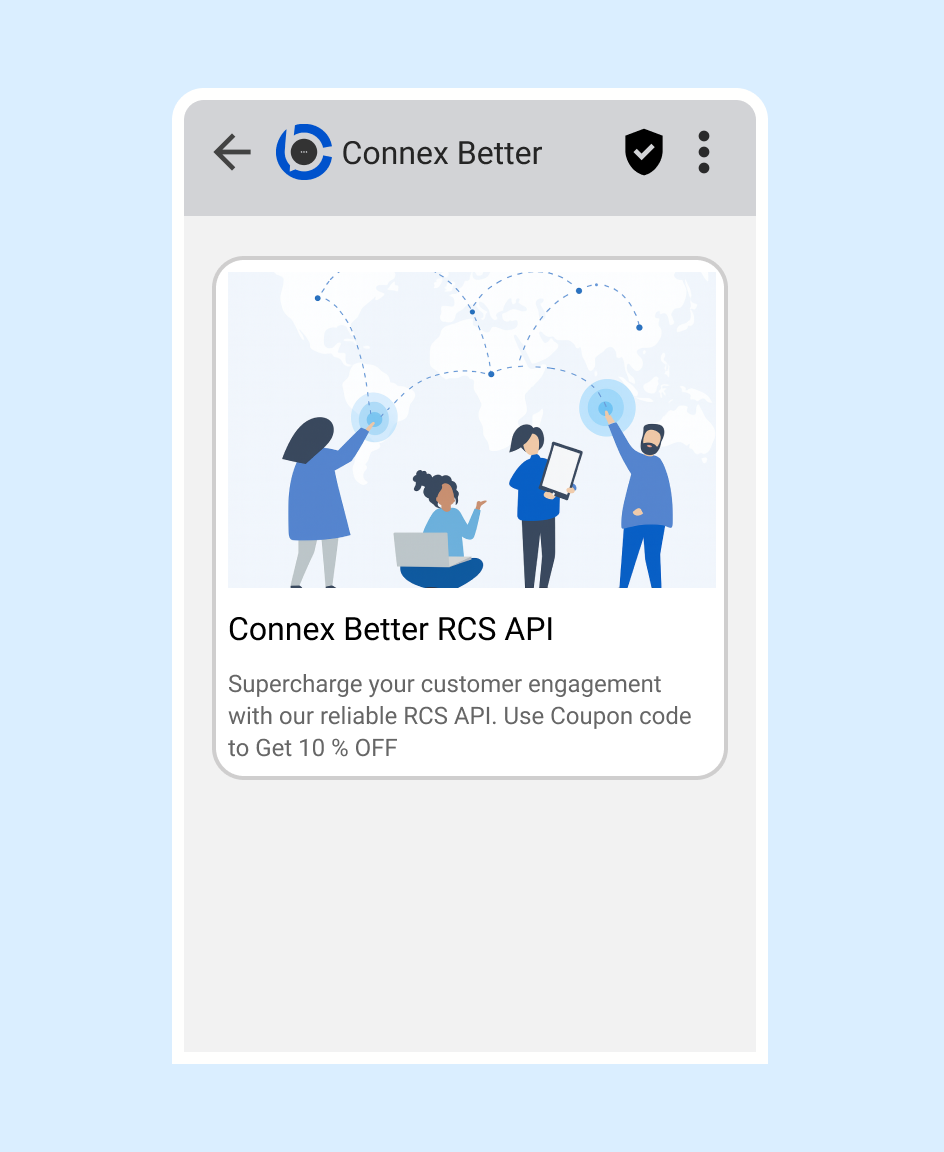 Connex Better
Connex Better RCS API
Supercharge your customer engagement
with our reliable RCS API. Use Coupon code
to Get 10 % OFF